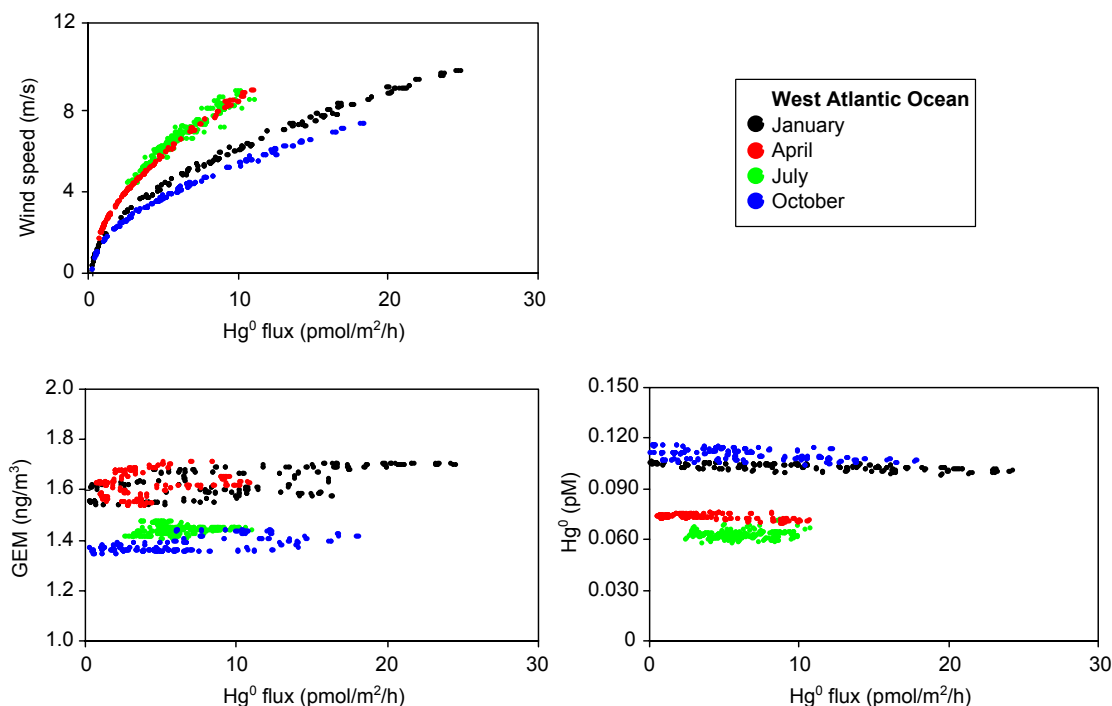 12
8
4
0
Wind speed (m/s)
0
10
20
30
Hg⁰ flux (pmol/m²/h)
West Atlantic Ocean
January
April
July
October
2.0
1.8
1.6
1.4
1.2
1.0
GEM (ng/m³)
0
10
20
30
Hg⁰ flux (pmol/m²/h)
0.150
0.120
0.090
0.060
0.030
0
Hg⁰ (pM)
0
10
20
30
Hg⁰ flux (pmol/m²/h)